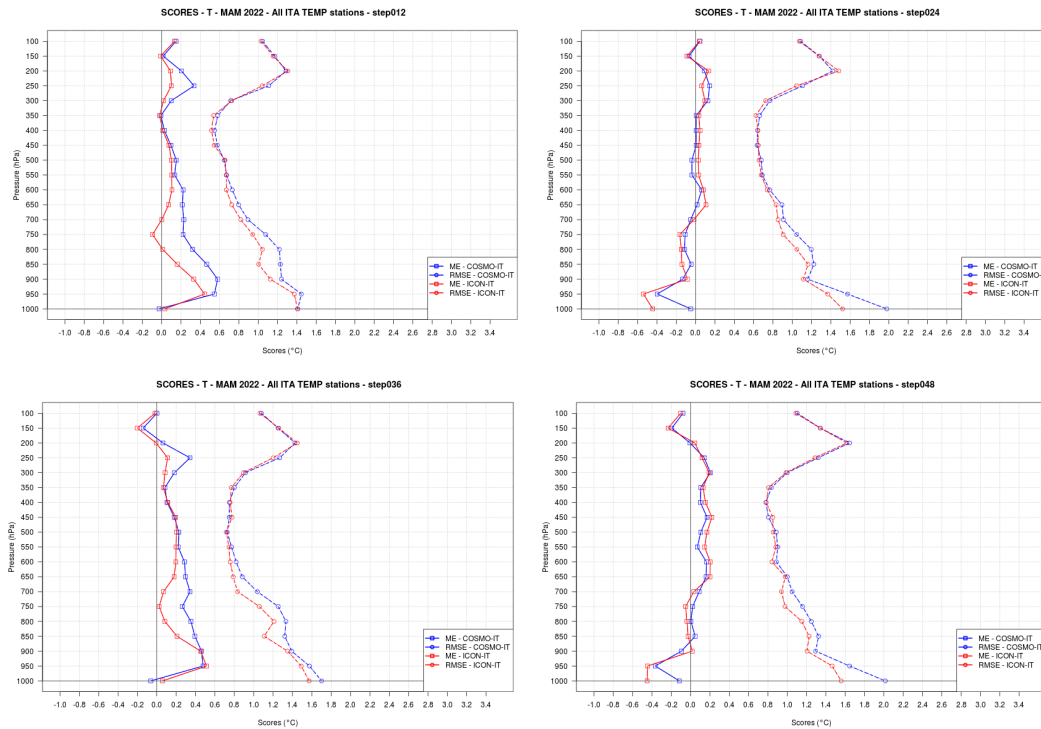 SCORES - T - MAM 2022 - All ITA TEMP stations - step012
Pressure (hPa)
100
150
200
250
300
350
400
450
500
550
600
650
700
750
800
850
900
950
1000
ME - COSMO-IT
RMSE - COSMO-IT
ME - ICON-IT
RMSE - ICON-IT
-1.0 -0.8 -0.6 -0.4 -0.2 0.0 0.2 0.4 0.6 0.8 1.0 1.2 1.4 1.6 1.8 2.0 2.2 2.4 2.6 2.8 3.0 3.2 3.4
Scores (°C)
SCORES - T - MAM 2022 - All ITA TEMP stations - step024
Pressure (hPa)
100
150
200
250
300
350
400
450
500
550
600
650
700
750
800
850
900
950
1000
ME - COSMO-IT
RMSE - COSMO-IT
ME - ICON-IT
RMSE - ICON-IT
-1.0 -0.8 -0.6 -0.4 -0.2 0.0 0.2 0.4 0.6 0.8 1.0 1.2 1.4 1.6 1.8 2.0 2.2 2.4 2.6 2.8 3.0 3.2 3.4
Scores (°C)
SCORES - T - MAM 2022 - All ITA TEMP stations - step036
Pressure (hPa)
100
150
200
250
300
350
400
450
500
550
600
650
700
750
800
850
900
950
1000
ME - COSMO-IT
RMSE - COSMO-IT
ME - ICON-IT
RMSE - ICON-IT
-1.0 -0.8 -0.6 -0.4 -0.2 0.0 0.2 0.4 0.6 0.8 1.0 1.2 1.4 1.6 1.8 2.0 2.2 2.4 2.6 2.8 3.0 3.2 3.4
Scores (°C)
SCORES - T - MAM 2022 - All ITA TEMP stations - step048
Pressure (hPa)
100
150
200
250
300
350
400
450
500
550
600
650
700
750
800
850
900
950
1000
ME - COSMO-IT
RMSE - COSMO-IT
ME - ICON-IT
RMSE - ICON-IT
-1.0 -0.8 -0.6 -0.4 -0.2 0.0 0.2 0.4 0.6 0.8 1.0 1.2 1.4 1.6 1.8 2.0 2.2 2.4 2.6 2.8 3.0 3.2 3.4
Scores (°C)